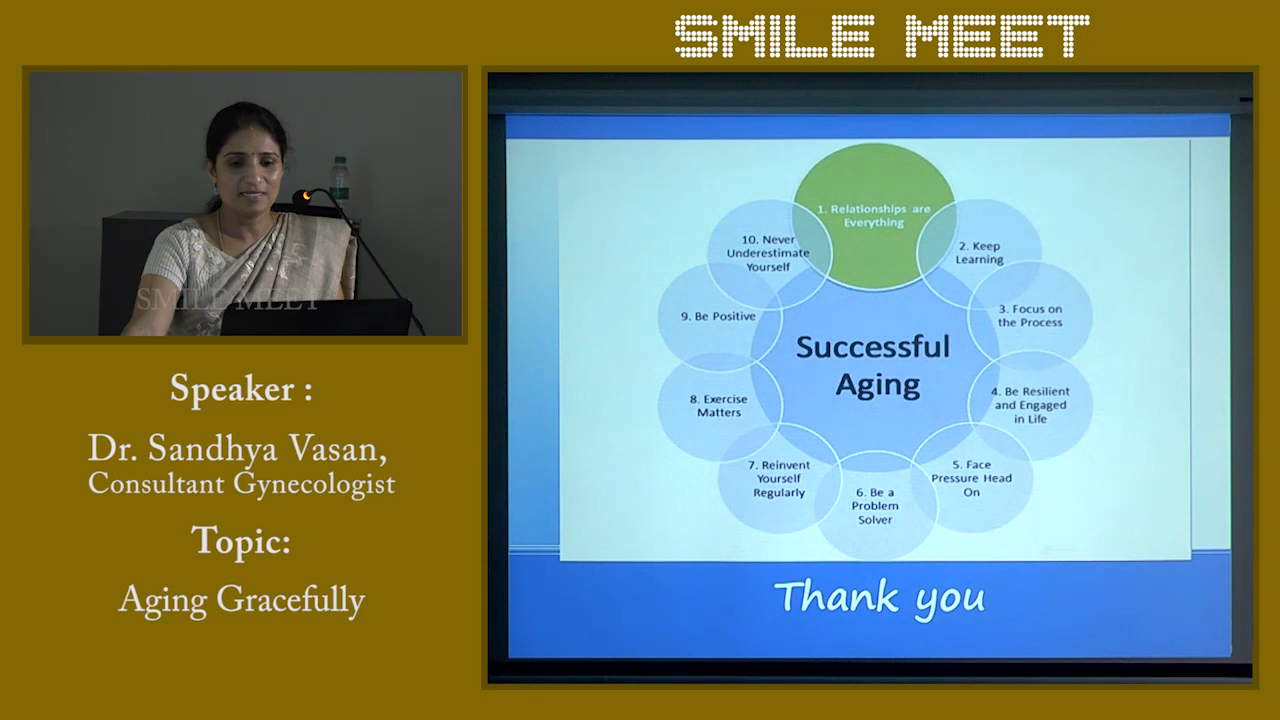 SMILE MEET
SMILE MEET
Speaker :
Dr. Sandhya Vasan,
Consultant Gynecologist
Topic:
Aging Gracefully
1. Relationships are
Everything
2. Keep
Learning
3. Focus on
the Process
4. Be Resilient
and Engaged
in Life
5. Face
Pressure Head
On
6. Be a
Problem
Solver
7. Reinvent
Yourself
Regularly
8. Exercise
Matters
9. Be Positive
10. Never
Underestimate
Yourself
Successful
Aging
Thank you